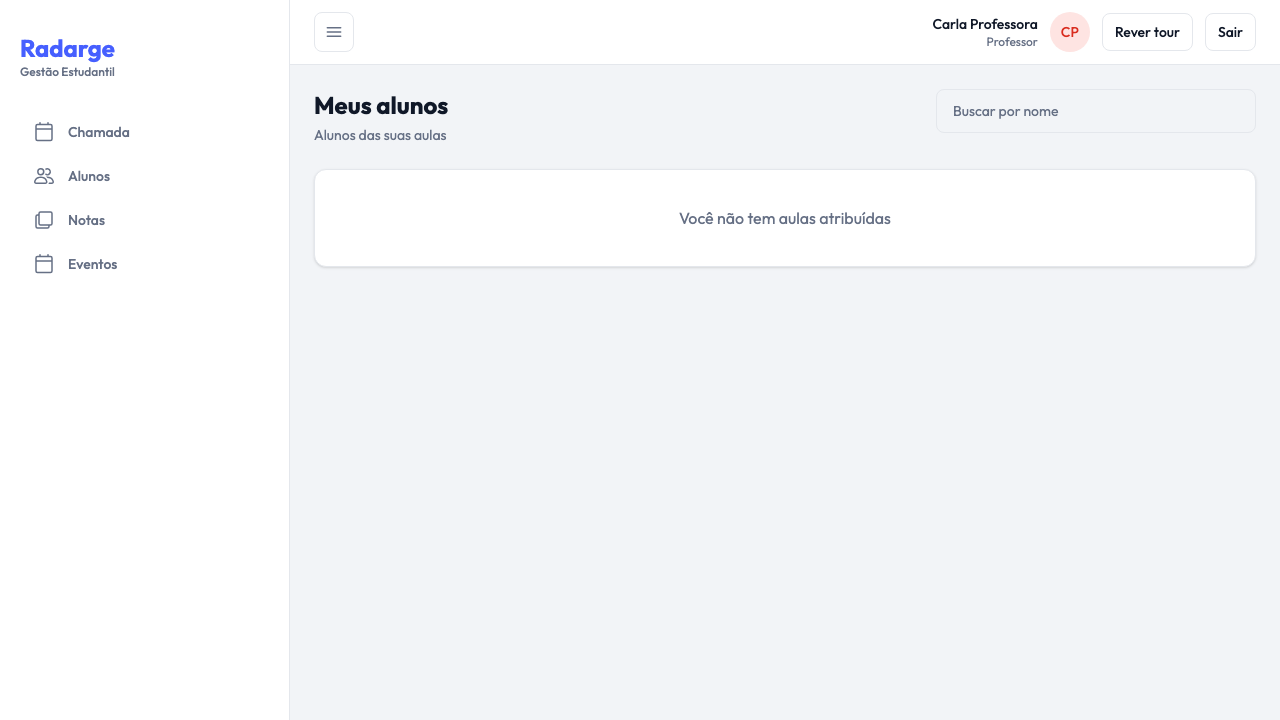 Radarge
Gestão Estudantil
Chamada
Alunos
Notas
Eventos
Carla Professora
Professor
CP
Rever tour
Sair
Meus alunos
Alunos das suas aulas
Buscar por nome
Você não tem aulas atribuídas